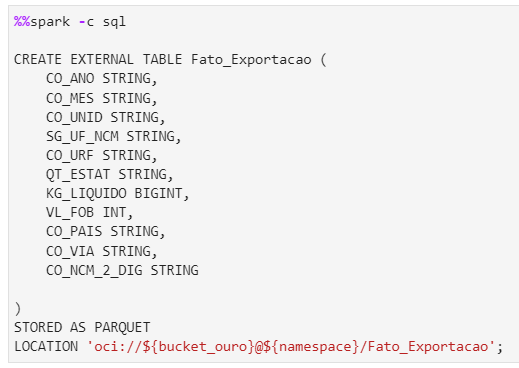 %%spark -c sql
CREATE EXTERNAL TABLE Fato_Exportacao (
CO_ANO STRING,
CO_MES STRING,
CO_UNID STRING,
SG_UF_NCM STRING,
CO_URF STRING,
QT_ESTAT STRING,
KG_LIQUIDO BIGINT,
VL_FOB INT,
CO_PAIS STRING,
CO_VIA STRING,
CO_NCM_2_DIG STRING
)
STORED AS PARQUET
LOCATION 'oci://${bucket_ouro}@${namespace}/Fato_Exportacao';